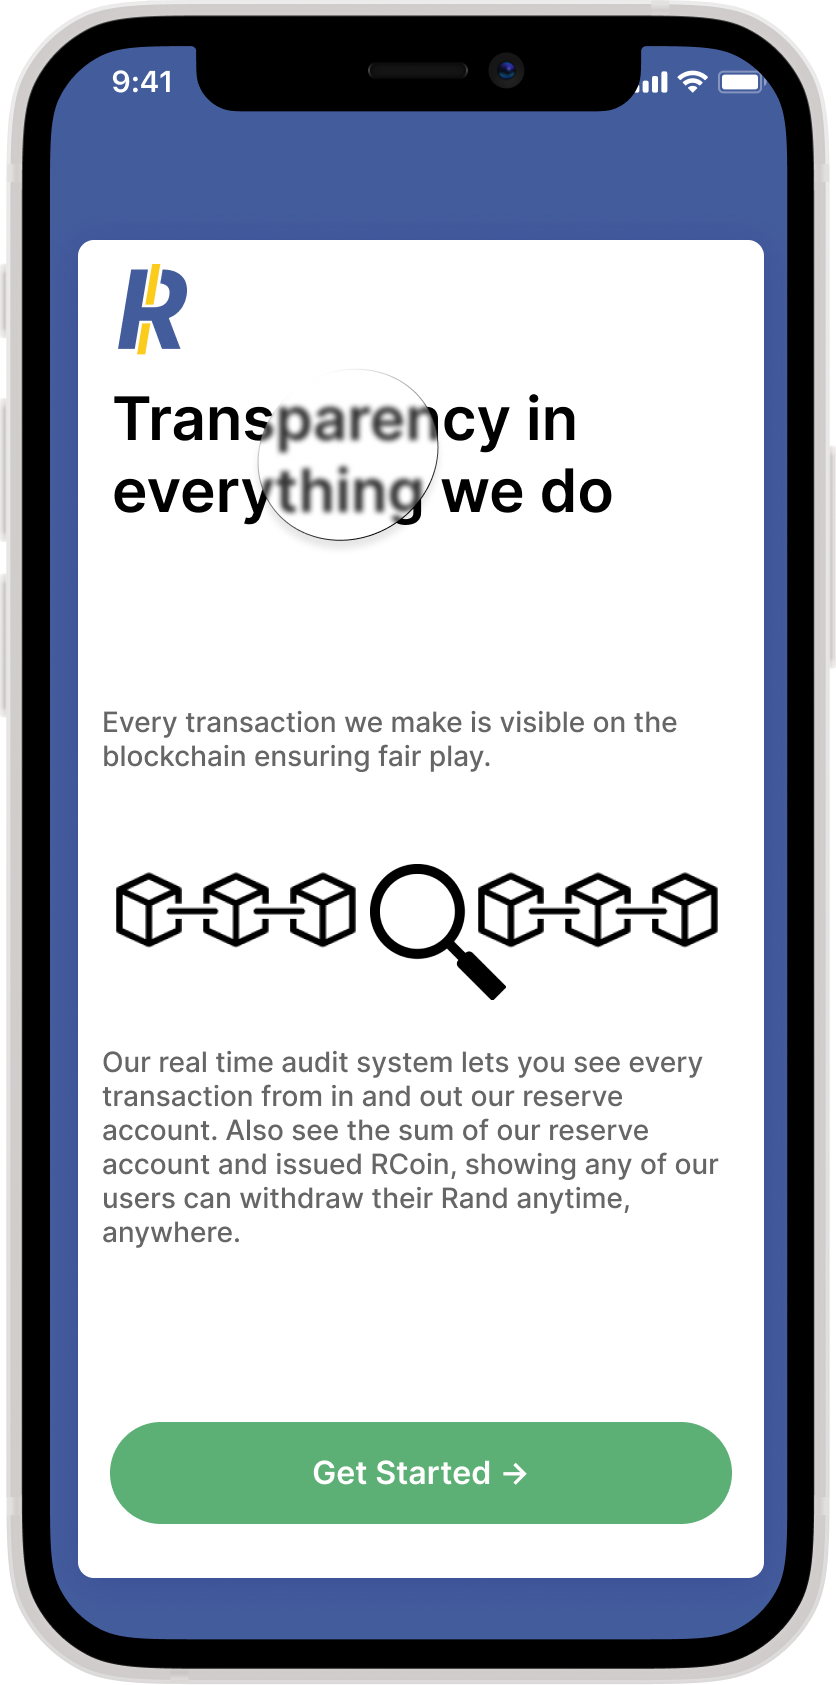 9:41
R
Transparency in
everything we do
Every transaction we make is visible on the
blockchain ensuring fair play.
Our real time audit system lets you see every
transaction from in and out our reserve
account. Also see the sum of our reserve
account and issued RCoin, showing any of our
users can withdraw their Rand anytime,
anywhere.
Get Started →